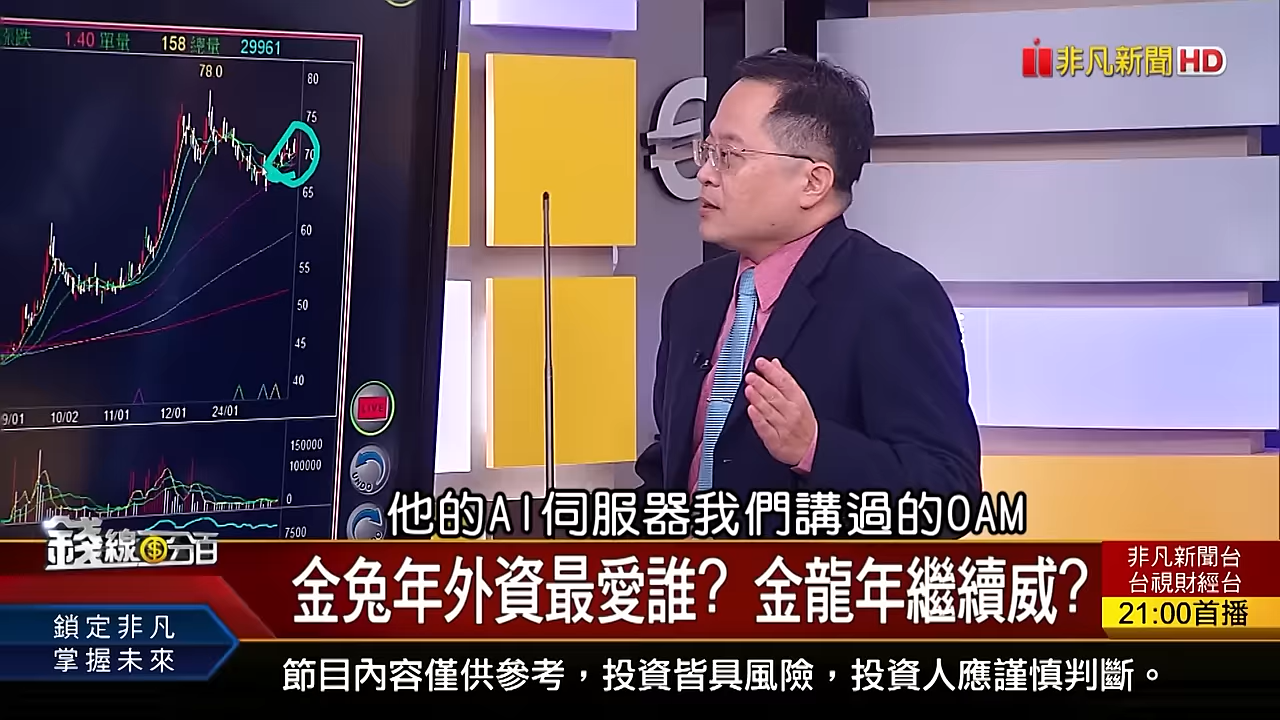 漲跌 1.40 單量 158 總量 29961
780
80
75
70
65
60
55
50
45
40
9/01 10/02 11/01 12/01 24/01
150000
100000
0
7500
LIVE
UNDO
非凡新聞HD
他的AI伺服器我們講過的OAM
錢線百分百
金兔年外資最愛誰? 金龍年繼續威?
非凡新聞台
台視財經台
21:00首播
鎖定非凡
掌握未來
節目內容僅供參考，投資皆具風險，投資人應謹慎判斷。